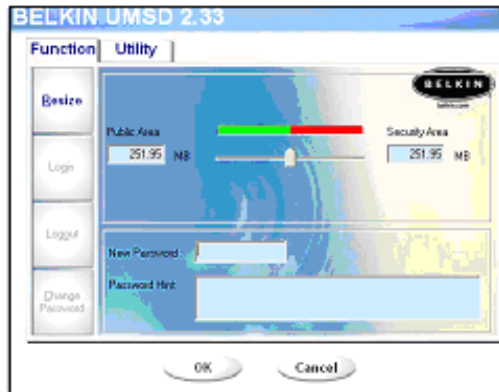 BELKIN UMSD 2.33
Function Utility
Resize
BELKIN
Public Area
Security Area
251.95 MB
251.95 MB
Login
Logout
New Password:
Password Hint:
Change
Password
OK Cancel